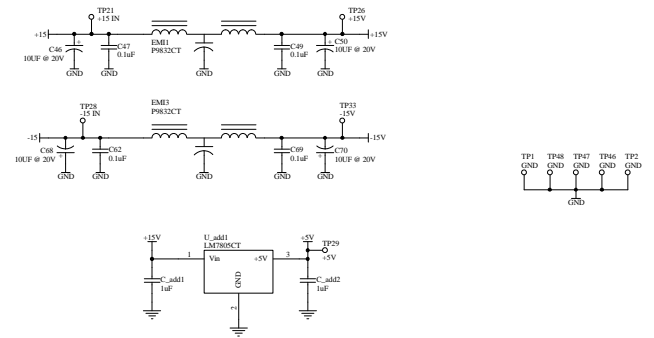 TP21
+15 IN
TP26
+15V
+15
+15V
C46
10UF @ 20V
C47
0.1uF
EMI1
P9832CT
C49
0.1uF
C50
10UF @ 20V
GND
GND
GND
GND
GND
TP28
-15 IN
EMI3
P9832CT
TP33
-15V
-15
-15V
C68
10UF @ 20V
C62
0.1uF
C69
0.1uF
C70
10UF @ 20V
GND
GND
GND
GND
GND
TP1
GND
TP48
GND
TP47
GND
TP46
GND
TP2
GND
GND
+15V
U_add1
LM7805CT
+5V
TP29
+5V
1
Vin
+5V
3
GND
2
C_add1
1uF
C_add2
1uF